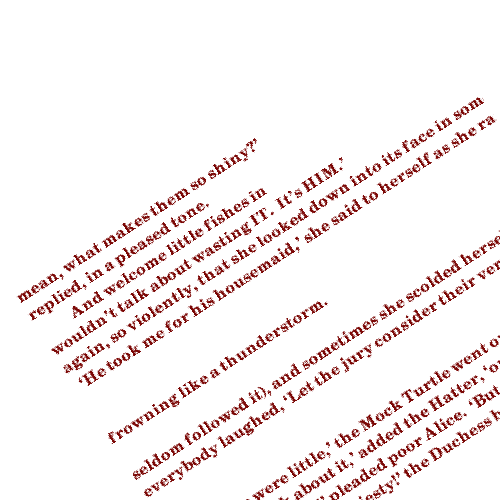 mean, what makes them so shiny?’
replied, in a pleased tone.
And welcome little fishes in
wouldn’t talk about wasting IT. It’s HIM.’
again, so violently, that she looked down into its face in som
‘He took me for his housemaid,’ she said to herself as she ra
frowning like a thunderstorm.
seldom followed it), and sometimes she scolded hersel
everybody laughed, ‘Let the jury consider their ver
were little,’ the Mock Turtle went o
about it,’ added the Hatter, ‘o
pleaded poor Alice. ‘But
the Duchess